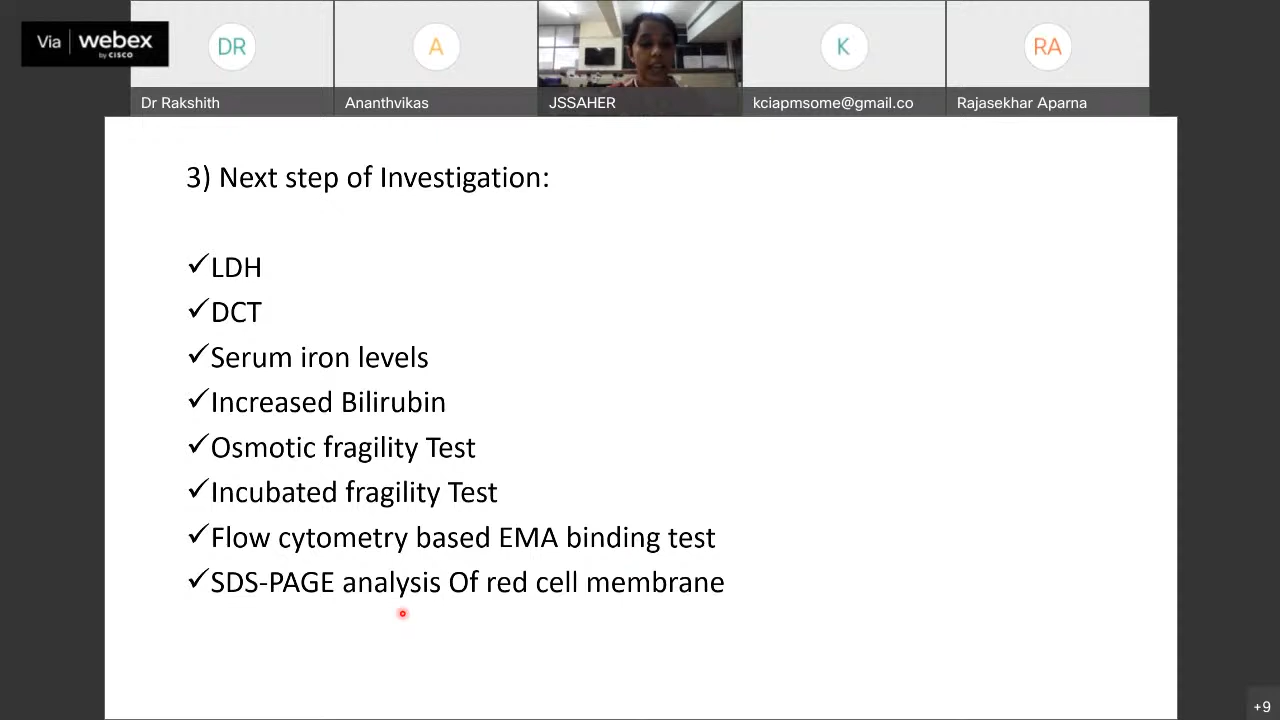 Via webex
by CISCO
DR
A
K
RA
Dr Rakshith
Ananthvikas
JSSAHER
kciapmsome@gmail.co
Rajasekhar Aparna
3) Next step of Investigation:
✓LDH
✓DCT
✓Serum iron levels
✓Increased Bilirubin
✓Osmotic fragility Test
✓Incubated fragility Test
✓Flow cytometry based EMA binding test
✓SDS-PAGE analysis Of red cell membrane
+9